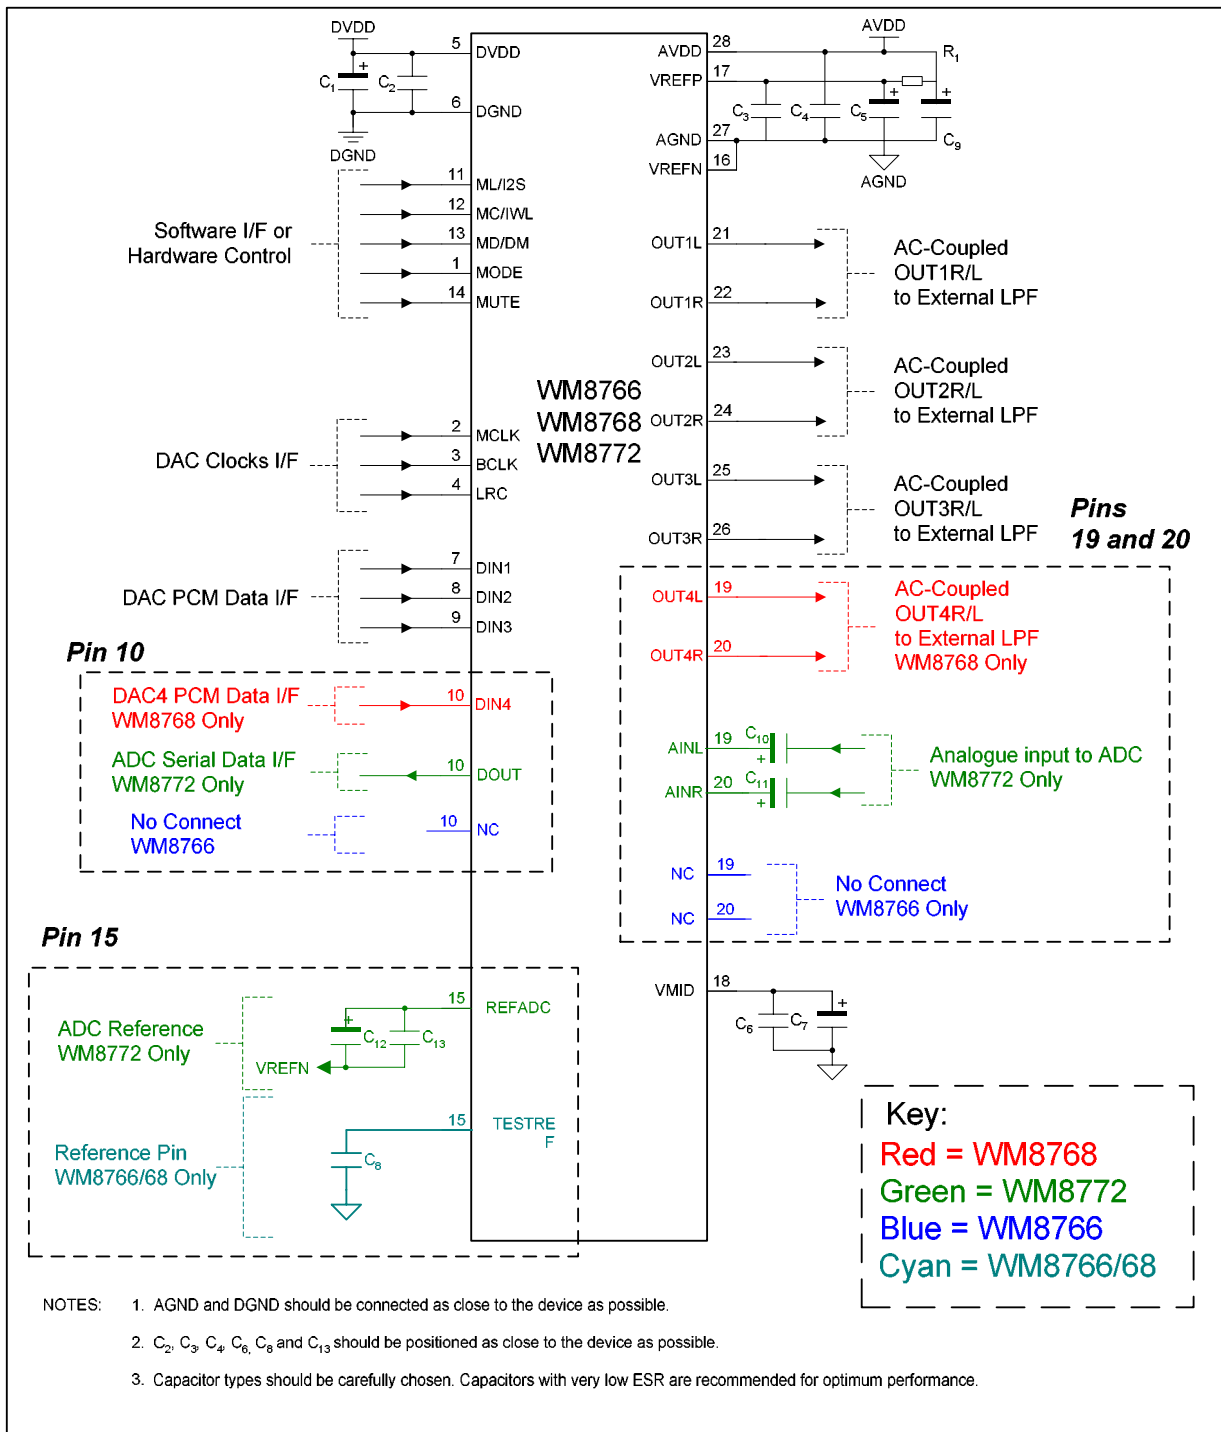 DVDD
5
DVDD
C1
+
C2
6
DGND
DGND
AVDD
28
AVDD
R1
17
VREFP
C3
C4
C5
+
+
C9
27
AGND
16
VREFN
AGND
Software I/F or
Hardware Control
11
ML/I2S
12
MC/IWL
13
MD/DM
1
MODE
14
MUTE
OUT1L
21
OUT1R
22
AC-Coupled
OUT1R/L
to External LPF
OUT2L
23
OUT2R
24
AC-Coupled
OUT2R/L
to External LPF
WM8766
WM8768
WM8772
DAC Clocks I/F
2
MCLK
3
BCLK
4
LRC
OUT3L
25
OUT3R
26
AC-Coupled
OUT3R/L
to External LPF
DAC PCM Data I/F
7
DIN1
8
DIN2
9
DIN3
Pins
19 and 20
OUT4L
19
OUT4R
20
AC-Coupled
OUT4R/L
to External LPF
WM8768 Only
Pin 10
DAC4 PCM Data I/F
WM8768 Only
10
DIN4
ADC Serial Data I/F
WM8772 Only
10
DOUT
No Connect
WM8766
10
NC
AINL
19
C10
+
AINR
20
C11
+
Analogue input to ADC
WM8772 Only
NC
19
NC
20
No Connect
WM8766 Only
Pin 15
ADC Reference
WM8772 Only
15
REFADC
+
C12
C13
VREFN
Reference Pin
WM8766/68 Only
15
TESTRE
F
C8
VMID
18
C6
C7
+
Key:
Red = WM8768
Green = WM8772
Blue = WM8766
Cyan = WM8766/68
NOTES: 1. AGND and DGND should be connected as close to the device as possible.
2. C2, C3, C4, C6, C8 and C13 should be positioned as close to the device as possible.
3. Capacitor types should be carefully chosen. Capacitors with very low ESR are recommended for optimum performance.